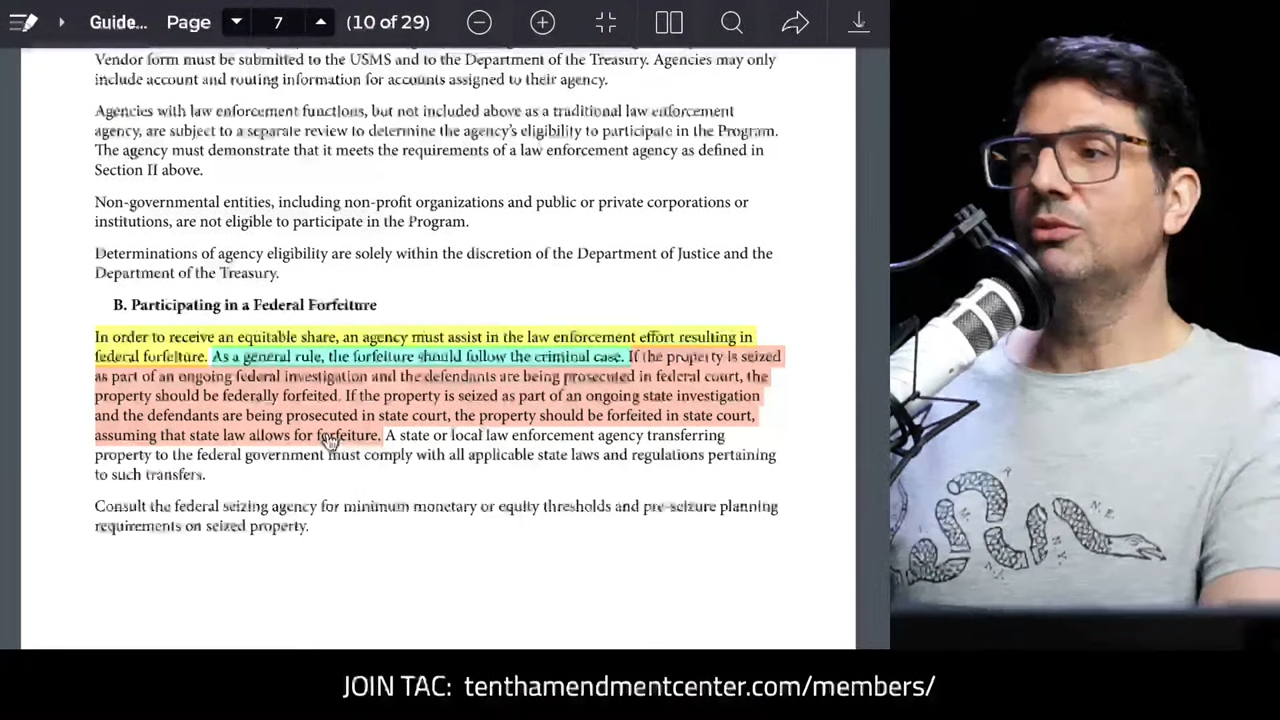 Guide... Page 7 (10 of 29)
Vendor form must be submitted to the USMS and to the Department of the Treasury. Agencies may only
include account and routing information for accounts assigned to their agency.
Agencies with law enforcement functions, but not included above as a traditional law enforcement
agency, are subject to a separate review to determine the agency's eligibility to participate in the Program.
The agency must demonstrate that it meets the requirements of a law enforcement agency as defined in
Section II above.
Non-governmental entities, including non-profit organizations and public or private corporations or
institutions, are not eligible to participate in the Program.
Determinations of agency eligibility are solely within the discretion of the Department of Justice and the
Department of the Treasury.
B. Participating in a Federal Forfeiture
In order to receive an equitable share, an agency must assist in the law enforcement effort resulting in
federal forfeiture. As a general rule, the forfeiture should follow the criminal case. If the property is seized
as part of an ongoing federal investigation and the defendants are being prosecuted in federal court, the
property should be federally forfeited. If the property is seized as part of an ongoing state investigation
and the defendants are being prosecuted in state court, the property should be forfeited in state court,
assuming that state law allows for forfeiture. A state or local law enforcement agency transferring
property to the federal government must comply with all applicable state laws and regulations pertaining
to such transfers.
Consult the federal seizing agency for minimum monetary or equity thresholds and pre-seizure planning
requirements on seized property.
N.E.
N.Y.
N.J.
JOIN TAC: tenthamendmentcenter.com/members/